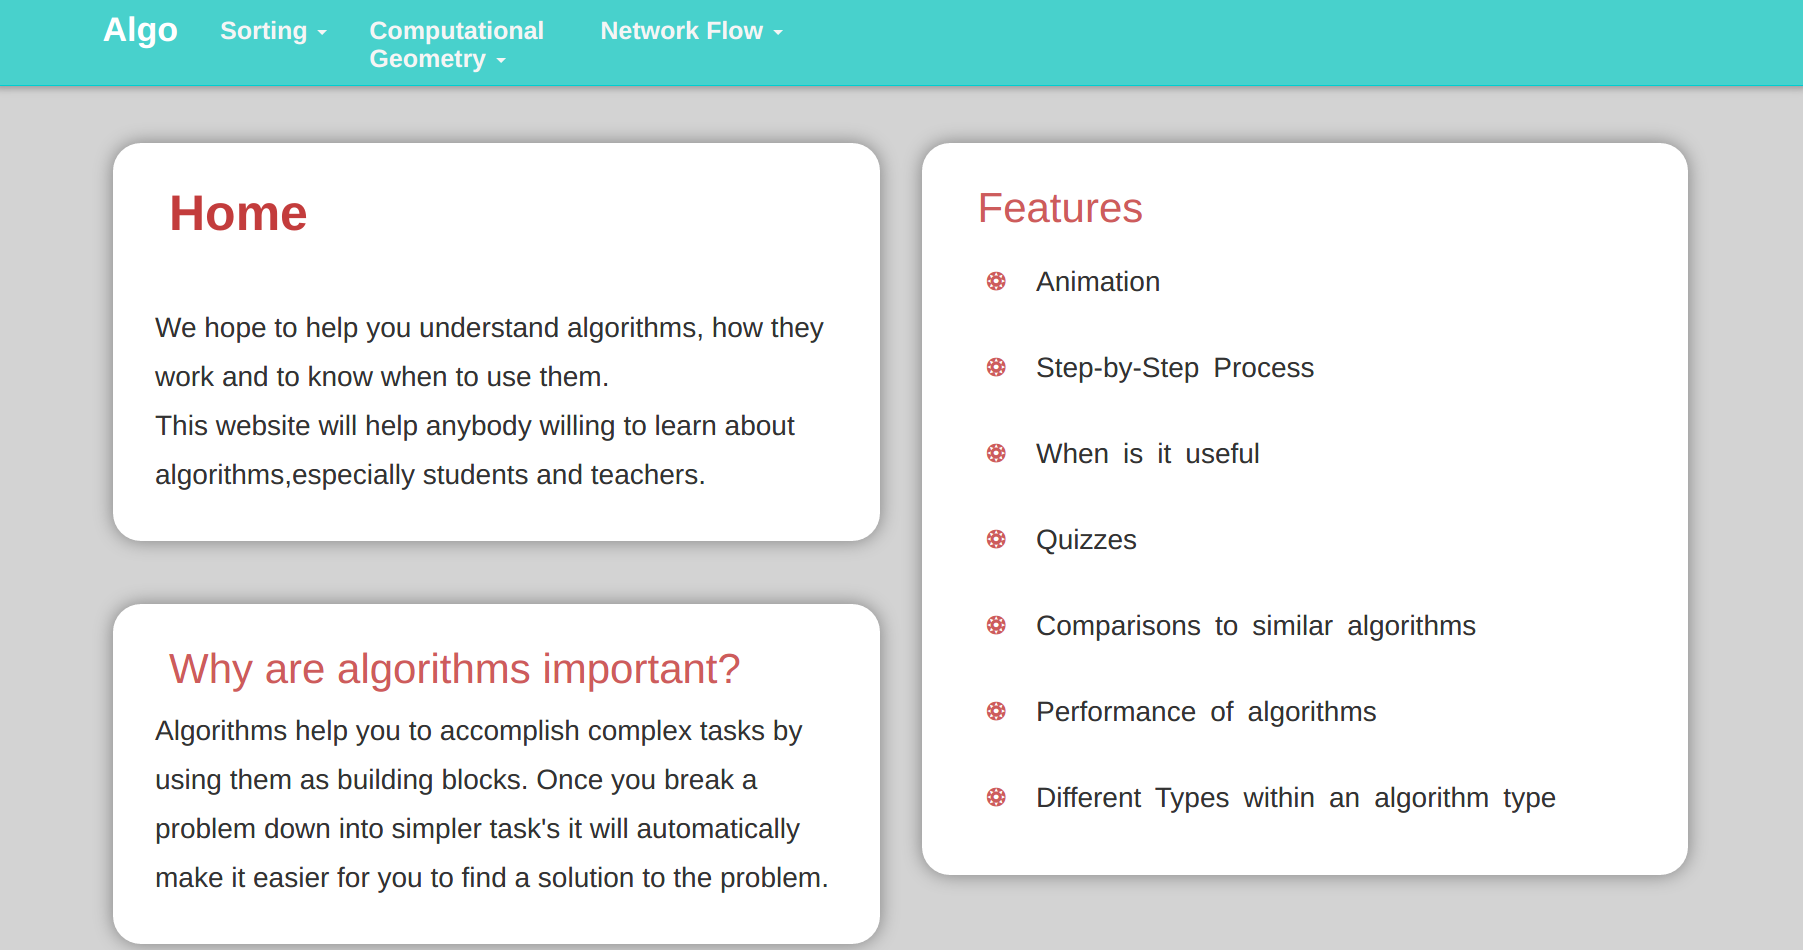 Algo
Sorting
Computational
Geometry
Network Flow
Home
We hope to help you understand algorithms, how they
work and to know when to use them.
This website will help anybody willing to learn about
algorithms,especially students and teachers.
Why are algorithms important?
Algorithms help you to accomplish complex tasks by
using them as building blocks. Once you break a
problem down into simpler task's it will automatically
make it easier for you to find a solution to the problem.
Features
Animation
Step-by-Step Process
When is it useful
Quizzes
Comparisons to similar algorithms
Performance of algorithms
Different Types within an algorithm type